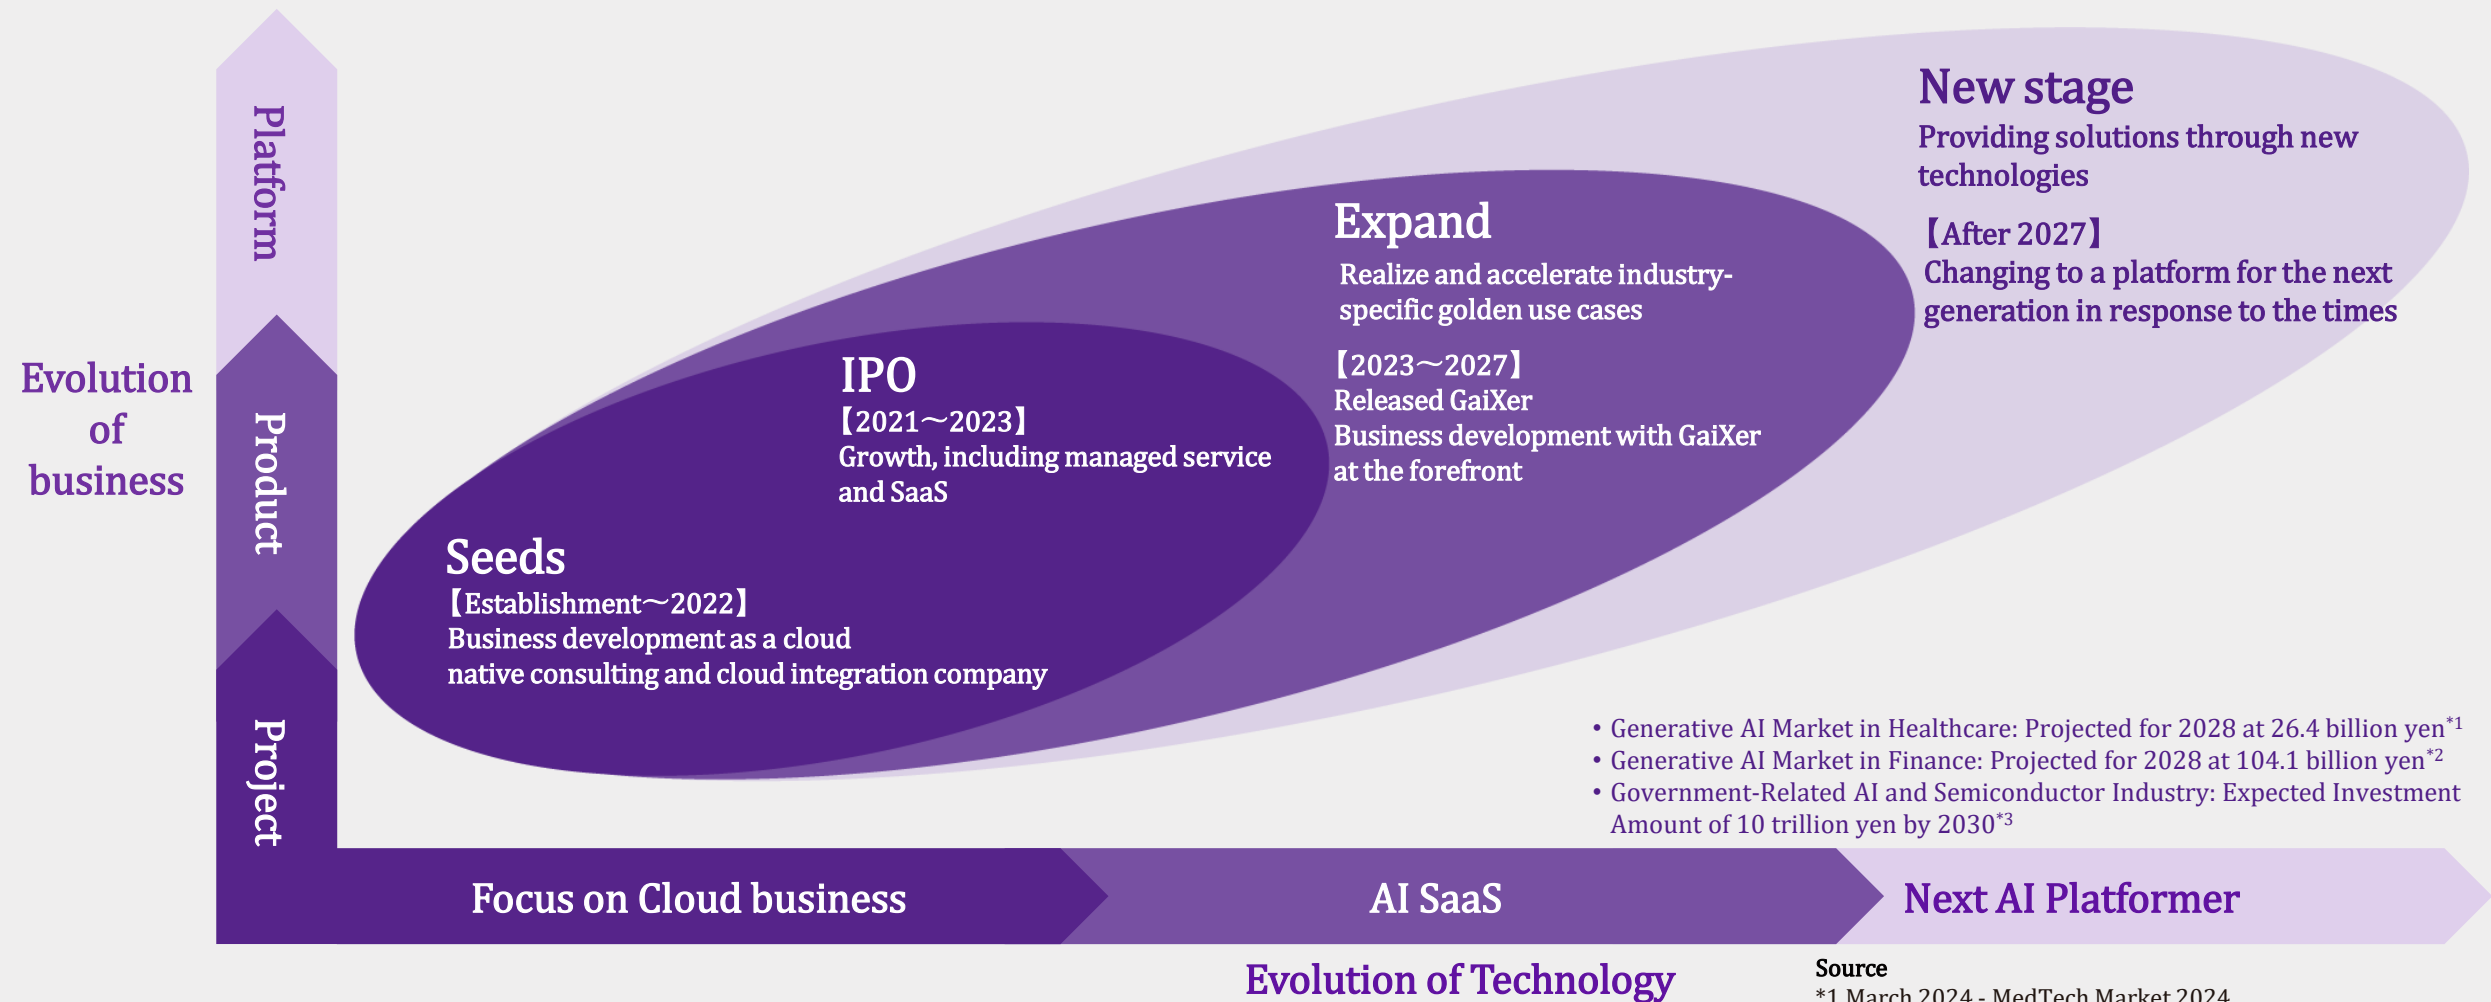 Platform
Product
Project
Evolution
of
business
New stage
Providing solutions through new
technologies
【After 2027】
Changing to a platform for the next
generation in response to the times
Expand
Realize and accelerate industry-
specific golden use cases
【2023～2027】
Released GaiXer
Business development with GaiXer
at the forefront
IPO
【2021～2023】
Growth, including managed service
and SaaS
Seeds
【Establishment～2022】
Business development as a cloud
native consulting and cloud integration company
• Generative AI Market in Healthcare: Projected for 2028 at 26.4 billion yen*1
• Generative AI Market in Finance: Projected for 2028 at 104.1 billion yen*2
• Government-Related AI and Semiconductor Industry: Expected Investment
Amount of 10 trillion yen by 2030*3
Focus on Cloud business
AI SaaS
Next AI Platformer
Evolution of Technology
Source
*1 March 2024 - MedTech Market 2024